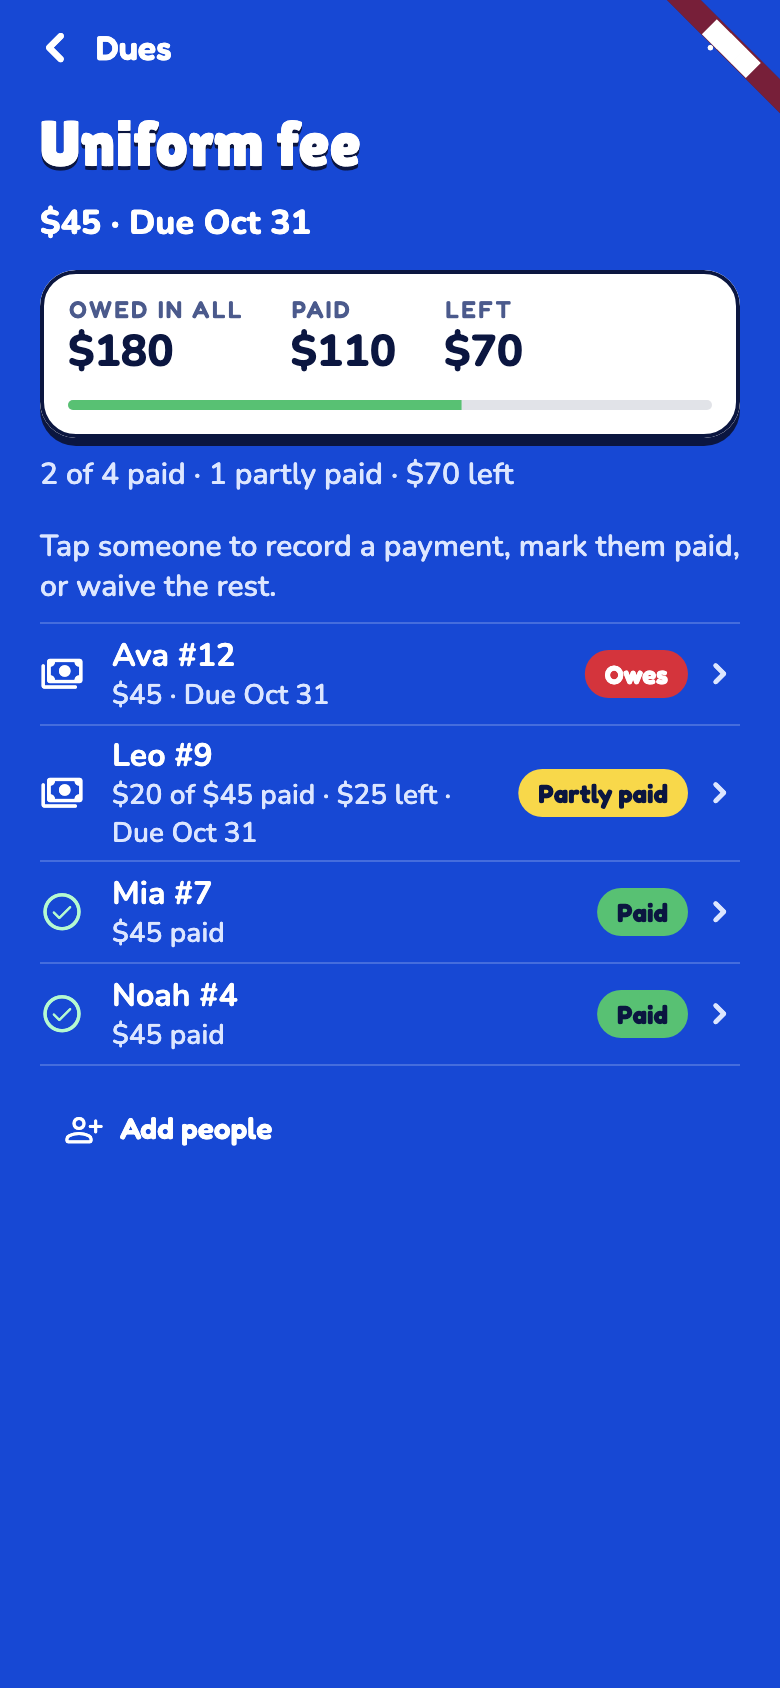 Dues
Uniform fee
$45 · Due Oct 31
OWED IN ALL PAID LEFT
$180 $110 $70
2 of 4 paid · 1 partly paid · $70 left
Tap someone to record a payment, mark them paid,
or waive the rest.
Ava #12
$45 · Due Oct 31
Owes
Leo #9
$20 of $45 paid · $25 left ·
Due Oct 31
Partly paid
Mia #7
$45 paid
Paid
Noah #4
$45 paid
Paid
Add people